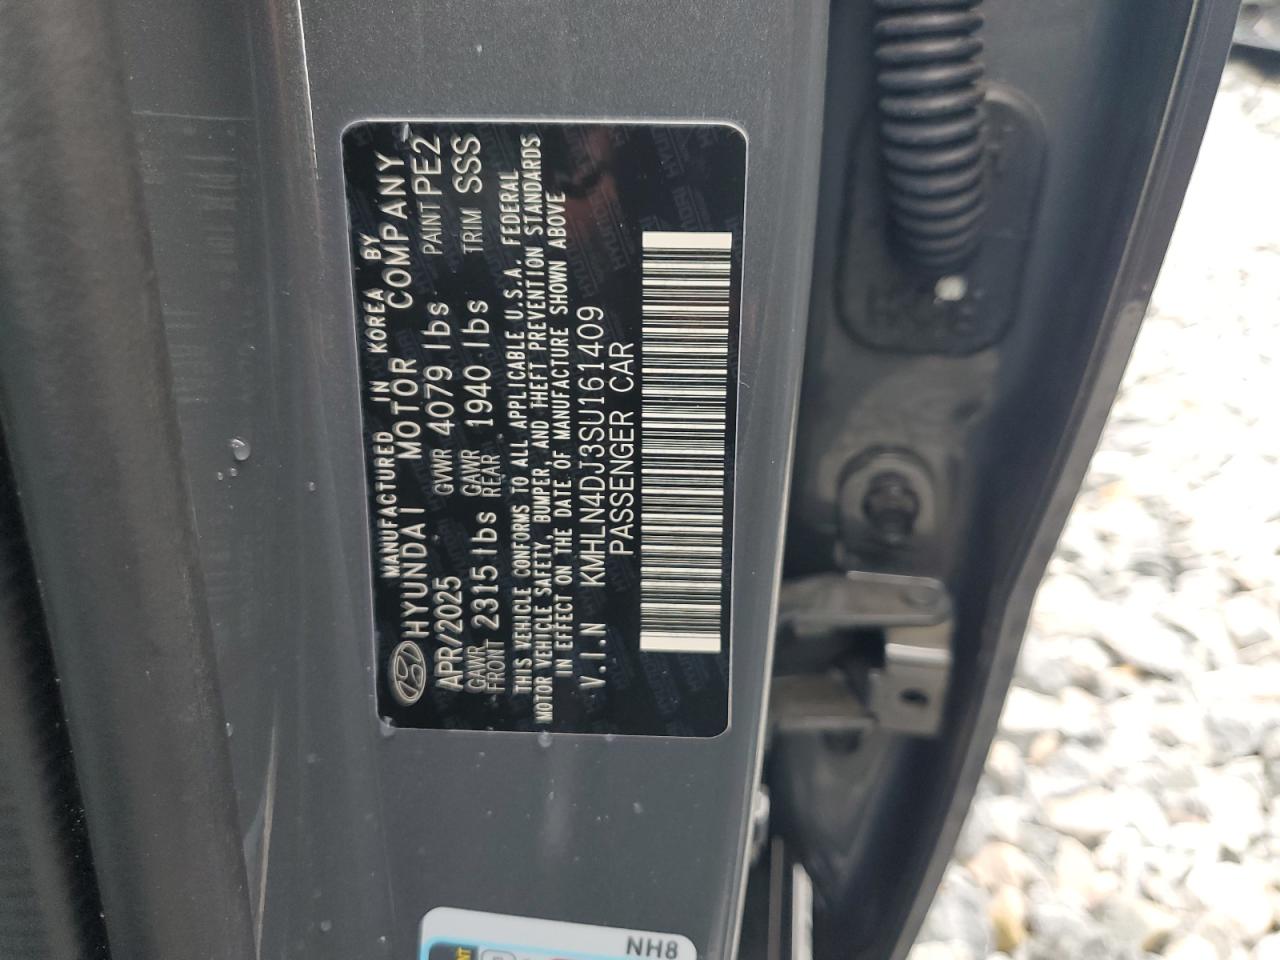 MANUFACTURED IN KOREA BY
HYUNDAI MOTOR COMPANY
APR/2025 GVWR 4079 lbs PAINT PE2
GAWR FRONT 2315 lbs GAWR REAR 1940 lbs TRIM SSS
THIS VEHICLE CONFORMS TO ALL APPLICABLE U.S.A. FEDERAL
MOTOR VEHICLE SAFETY, BUMPER, AND THEFT PREVENTION STANDARDS
IN EFFECT ON THE DATE OF MANUFACTURE SHOWN ABOVE
V.I.N KMHLN4DJ3SU161409
PASSENGER CAR
NH8